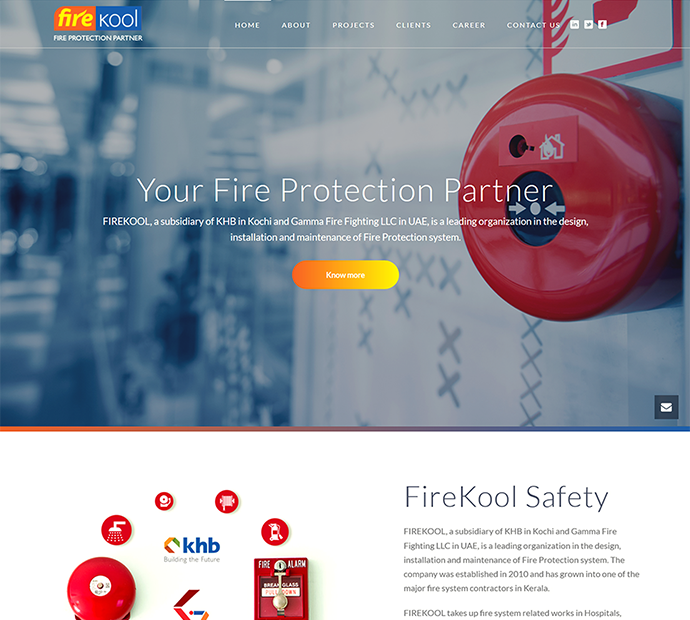 fire kool
FIRE PROTECTION PARTNER
HOME ABOUT PROJECTS CLIENTS CAREER CONTACT US
Your Fire Protection Partner
FIREKOOL, a subsidiary of KHB in Kochi and Gamma Fire Fighting LLC in UAE, is a leading organization in the design,
installation and maintenance of Fire Protection system.
Know more
FireKool Safety
FIREKOOL, a subsidiary of KHB in Kochi and Gamma Fire
Fighting LLC in UAE, is a leading organization in the design,
installation and maintenance of Fire Protection system. The
company was established in 2010 and has grown into one of the
major fire system contractors in Kerala.
FIREKOOL takes up fire system related works in Hospitals,
khb
Building the Future
FIRE ALARM
BREAK GLASS
PULL DOWN